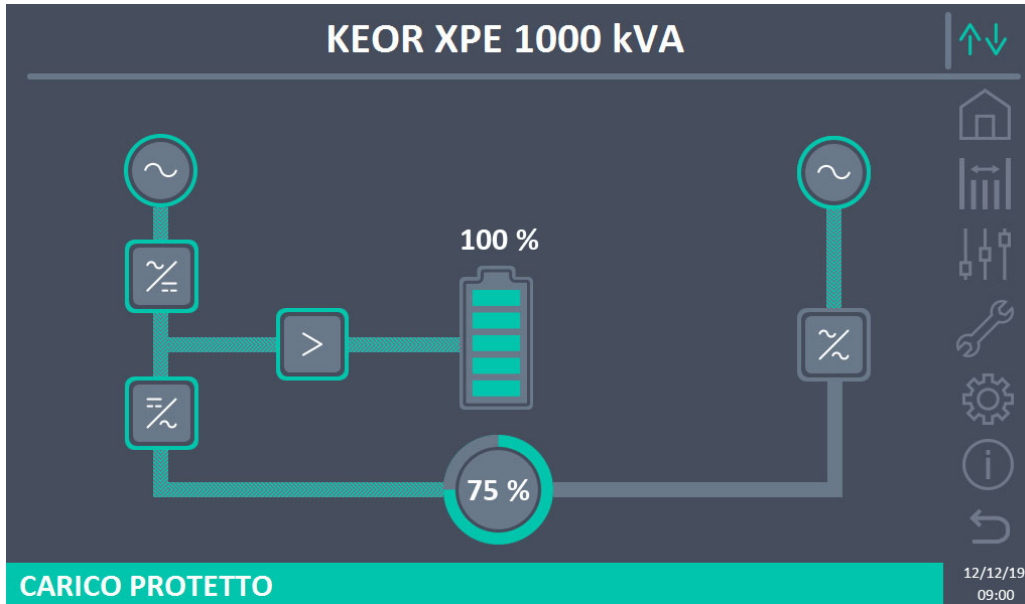 KEOR XPE 1000 kVA
100 %
>
75 %
CARICO PROTETTO
12/12/19
09:00